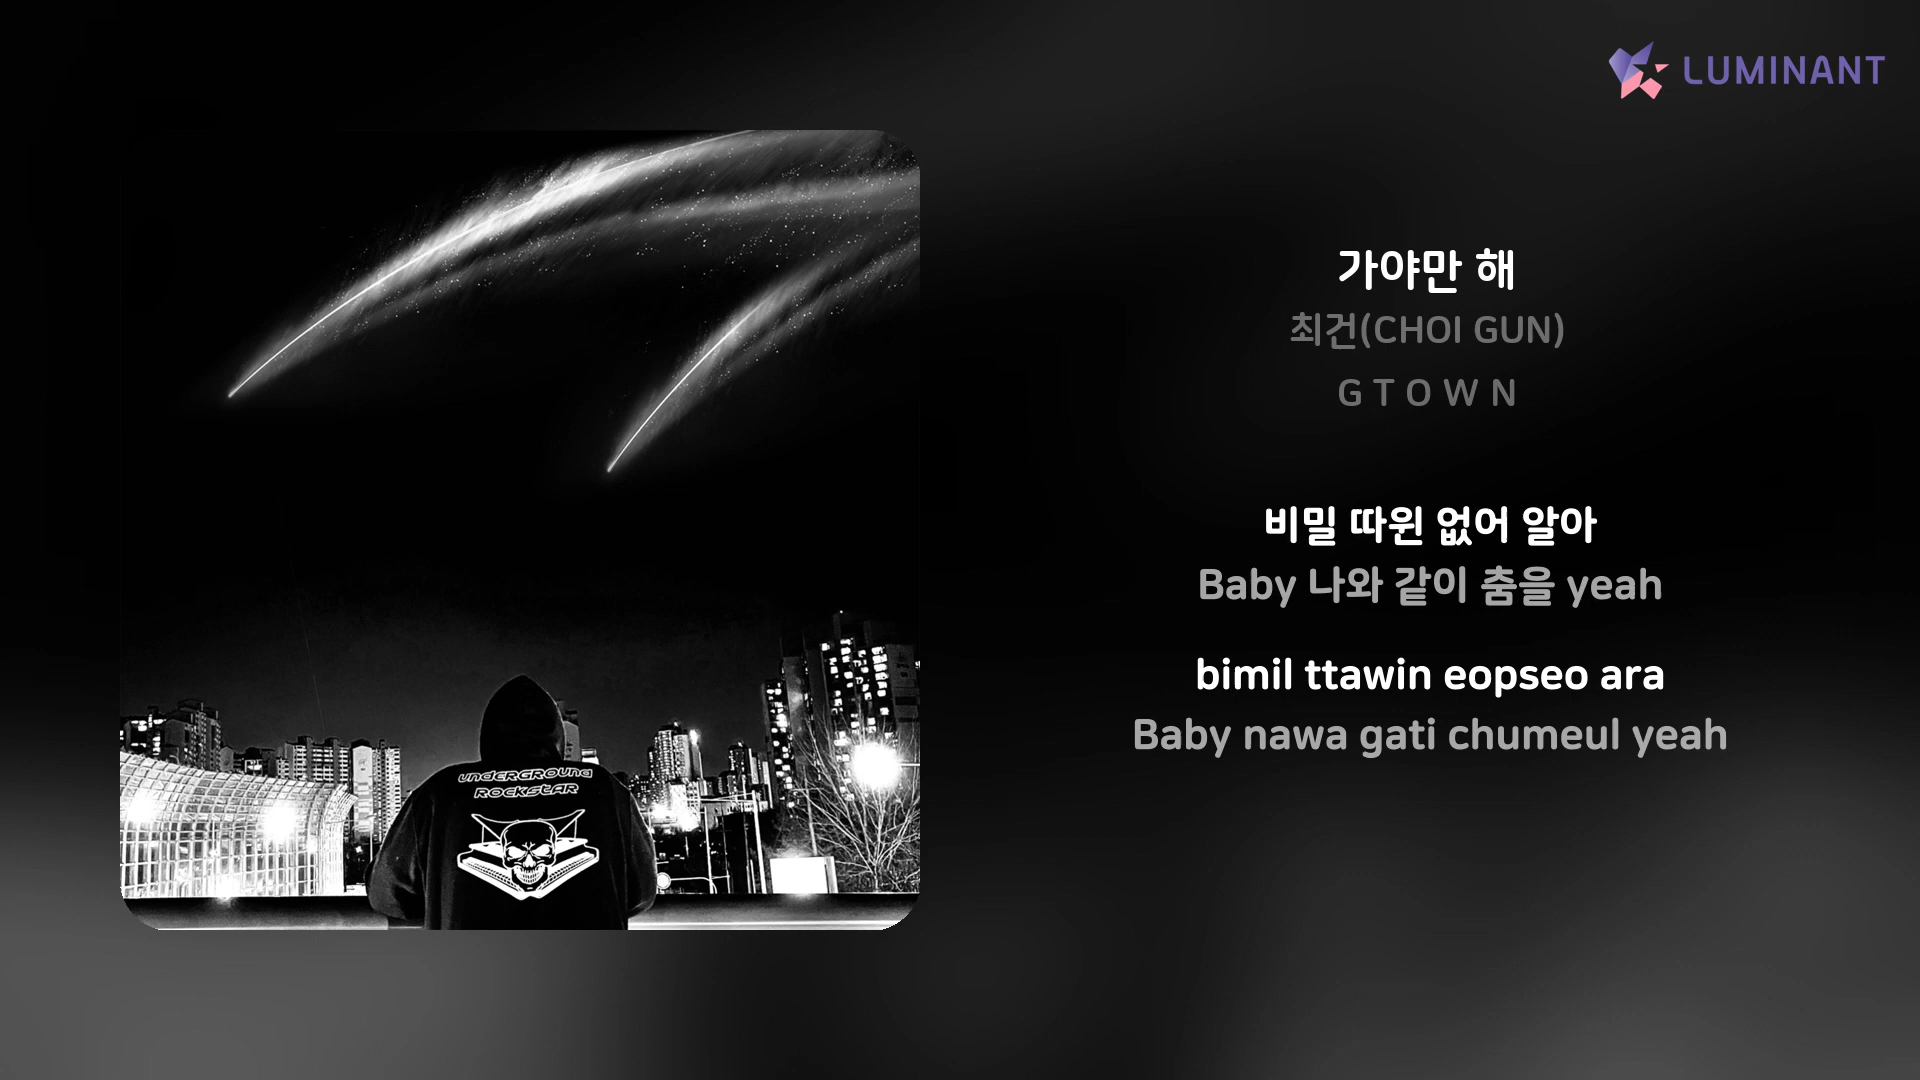 LUMINANT
가야만 해
최건(CHOI GUN)
G T O W N
비밀 따윈 없어 알아
Baby 나와 같이 춤을 yeah
bimil ttawin eopseo ara
Baby nawa gati chumeul yeah
UNDERGROUND
ROCKSTAR